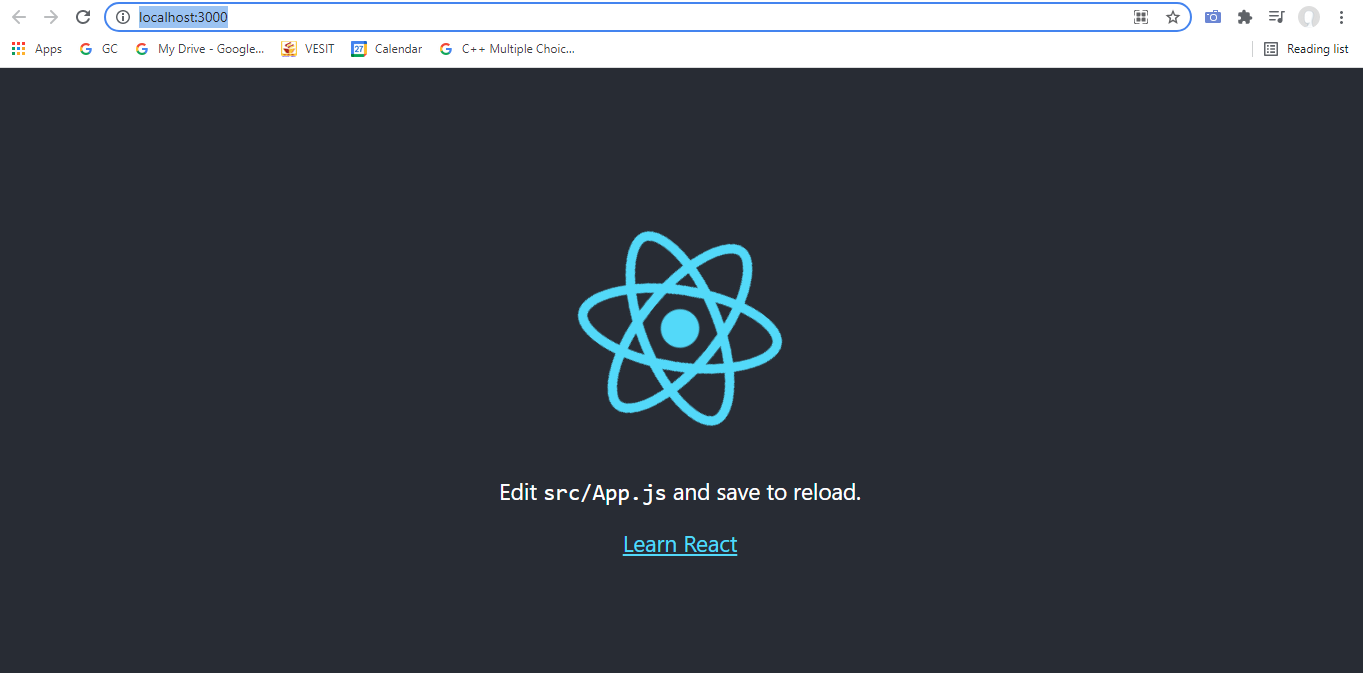 localhost:3000
Apps GC My Drive - Google... VESIT 27 Calendar C++ Multiple Choic... Reading list
Edit src/App.js and save to reload.
Learn React